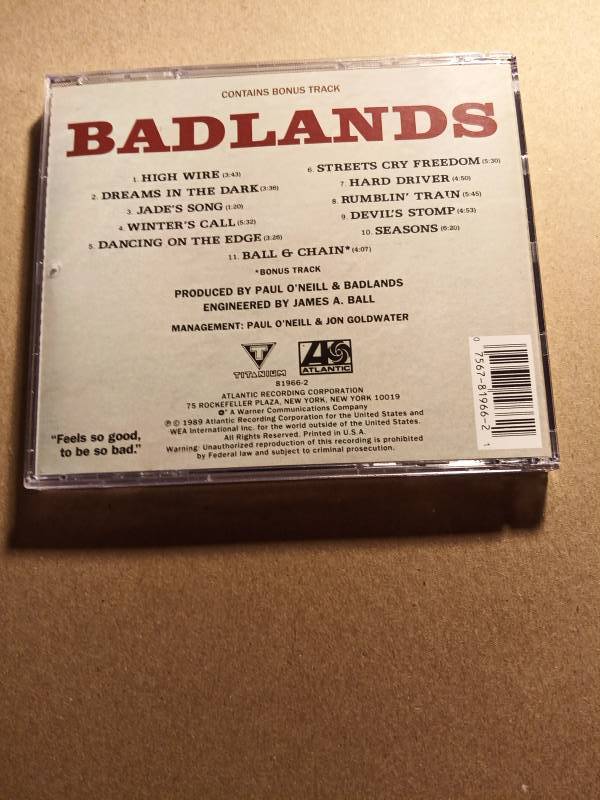 CONTAINS BONUS TRACK
BADLANDS
1. HIGH WIRE (3:43)
2. DREAMS IN THE DARK (3:36)
3. JADE'S SONG (1:20)
4. WINTER'S CALL (5:32)
5. DANCING ON THE EDGE (3:26)
6. STREETS CRY FREEDOM (5:30)
7. HARD DRIVER (4:50)
8. RUMBLIN' TRAIN (5:45)
9. DEVIL'S STOMP (4:53)
10. SEASONS (6:20)
11. BALL & CHAIN* (4:07)
*BONUS TRACK
PRODUCED BY PAUL O'NEILL & BADLANDS
ENGINEERED BY JAMES A. BALL
MANAGEMENT: PAUL O'NEILL & JON GOLDWATER
T
TITANIUM
A
ATLANTIC
81966-2
ATLANTIC RECORDING CORPORATION
75 ROCKEFELLER PLAZA, NEW YORK, NEW YORK 10019
A Warner Communications Company
℗ © 1989 Atlantic Recording Corporation for the United States and
WEA International Inc. for the world outside of the United States.
All Rights Reserved. Printed in U.S.A.
Warning: Unauthorized reproduction of this recording is prohibited
by Federal law and subject to criminal prosecution.
"Feels so good,
to be so bad."
0 7567-81966-2 1